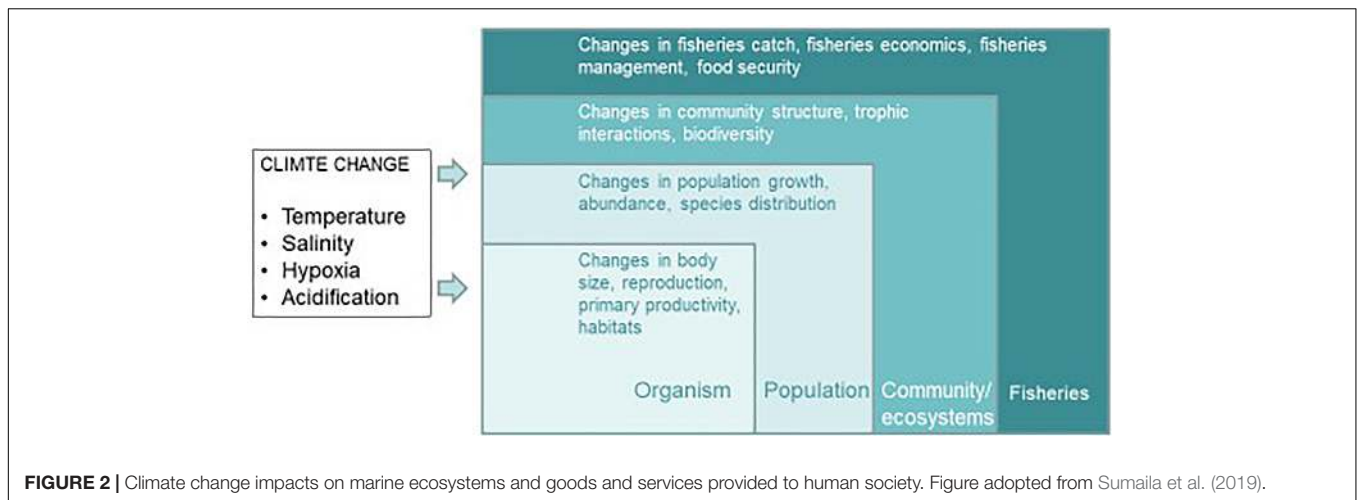 Changes in fisheries catch, fisheries economics, fisheries
management, food security
Changes in community structure, trophic
interactions, biodiversity
CLIMTE CHANGE
• Temperature
• Salinity
• Hypoxia
• Acidification
Changes in population growth,
abundance, species distribution
Changes in body
size, reproduction,
primary productivity,
habitats
Organism
Population
Community/
ecosystems
Fisheries
FIGURE 2 | Climate change impacts on marine ecosystems and goods and services provided to human society. Figure adopted from Sumaila et al. (2019).